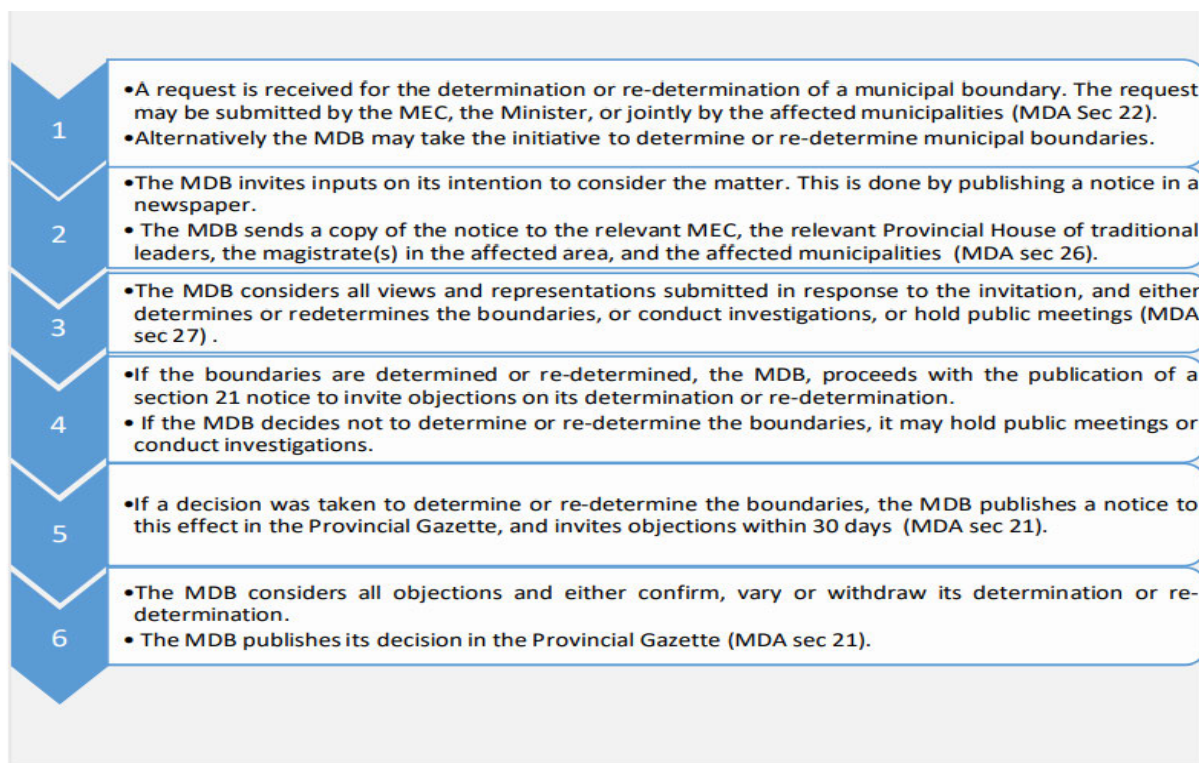 1
•A request is received for the determination or re-determination of a municipal boundary. The request
may be submitted by the MEC, the Minister, or jointly by the affected municipalities (MDA Sec 22).
•Alternatively the MDB may take the initiative to determine or re-determine municipal boundaries.
2
•The MDB invites inputs on its intention to consider the matter. This is done by publishing a notice in a
newspaper.
• The MDB sends a copy of the notice to the relevant MEC, the relevant Provincial House of traditional
leaders, the magistrate(s) in the affected area, and the affected municipalities (MDA sec 26).
3
•The MDB considers all views and representations submitted in response to the invitation, and either
determines or redetermines the boundaries, or conduct investigations, or hold public meetings (MDA
sec 27) .
4
•If the boundaries are determined or re-determined, the MDB, proceeds with the publication of a
section 21 notice to invite objections on its determination or re-determination.
• If the MDB decides not to determine or re-determine the boundaries, it may hold public meetings or
conduct investigations.
5
•If a decision was taken to determine or re-determine the boundaries, the MDB publishes a notice to
this effect in the Provincial Gazette, and invites objections within 30 days (MDA sec 21).
6
•The MDB considers all objections and either confirm, vary or withdraw its determination or re-
determination.
• The MDB publishes its decision in the Provincial Gazette (MDA sec 21).